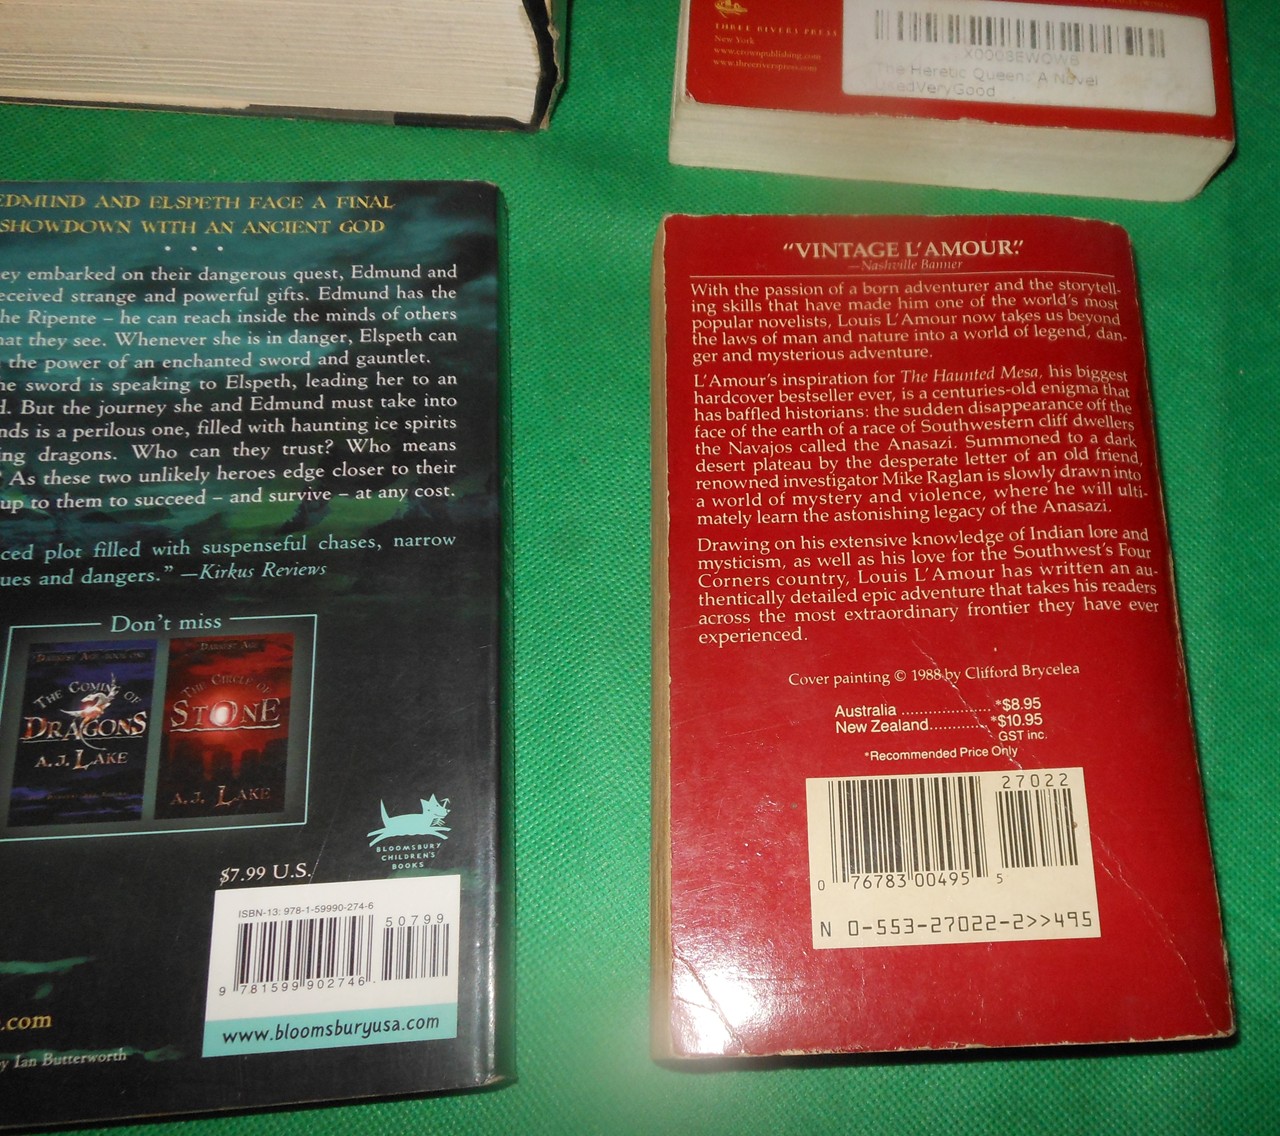 THREE RIVERS PRESS
New York
www.crownpublishing.com
www.threeriverspress.com
X0008EWQWB
The Heretic Queen: A Novel
UsedVeryGood
EDMUND AND ELSPETH FACE A FINAL
SHOWDOWN WITH AN ANCIENT GOD
• • •
ey embarked on their dangerous quest, Edmund and
eceived strange and powerful gifts. Edmund has the
he Ripente – he can reach inside the minds of others
hat they see. Whenever she is in danger, Elspeth can
the power of an enchanted sword and gauntlet.
he sword is speaking to Elspeth, leading her to an
d. But the journey she and Edmund must take into
nds is a perilous one, filled with haunting ice spirits
ing dragons. Who can they trust? Who means
As these two unlikely heroes edge closer to their
up to them to succeed – and survive – at any cost.
ced plot filled with suspenseful chases, narrow
ues and dangers." —Kirkus Reviews
Don't miss
DARKEST AGE BOOK ONE
THE COMING OF
DRAGONS
A. J. LAKE
DARKEST AGE
THE CIRCLE OF
STONE
A. J. LAKE
BLOOMSBURY
CHILDREN'S
BOOKS
$7.99 U.S.
ISBN-13: 978-1-59990-274-6
50799
9 781599 902746
www.bloomsburyusa.com
.com
by Ian Butterworth
"VINTAGE L'AMOUR."
—Nashville Banner
With the passion of a born adventurer and the storytell-
ing skills that have made him one of the world's most
popular novelists, Louis L'Amour now takes us beyond
the laws of man and nature into a world of legend, dan-
ger and mysterious adventure.
L'Amour's inspiration for The Haunted Mesa, his biggest
hardcover bestseller ever, is a centuries-old enigma that
has baffled historians: the sudden disappearance off the
face of the earth of a race of Southwestern cliff dwellers
the Navajos called the Anasazi. Summoned to a dark
desert plateau by the desperate letter of an old friend,
renowned investigator Mike Raglan is slowly drawn into
a world of mystery and violence, where he will ulti-
mately learn the astonishing legacy of the Anasazi.
Drawing on his extensive knowledge of Indian lore and
mysticism, as well as his love for the Southwest's Four
Corners country, Louis L'Amour has written an au-
thentically detailed epic adventure that takes his readers
across the most extraordinary frontier they have ever
experienced.
Cover painting © 1988 by Clifford Brycelea
Australia .................... *$8.95
New Zealand............ *$10.95
GST inc.
*Recommended Price Only
27022
0 76783 00495 5
N 0-553-27022-2>>495